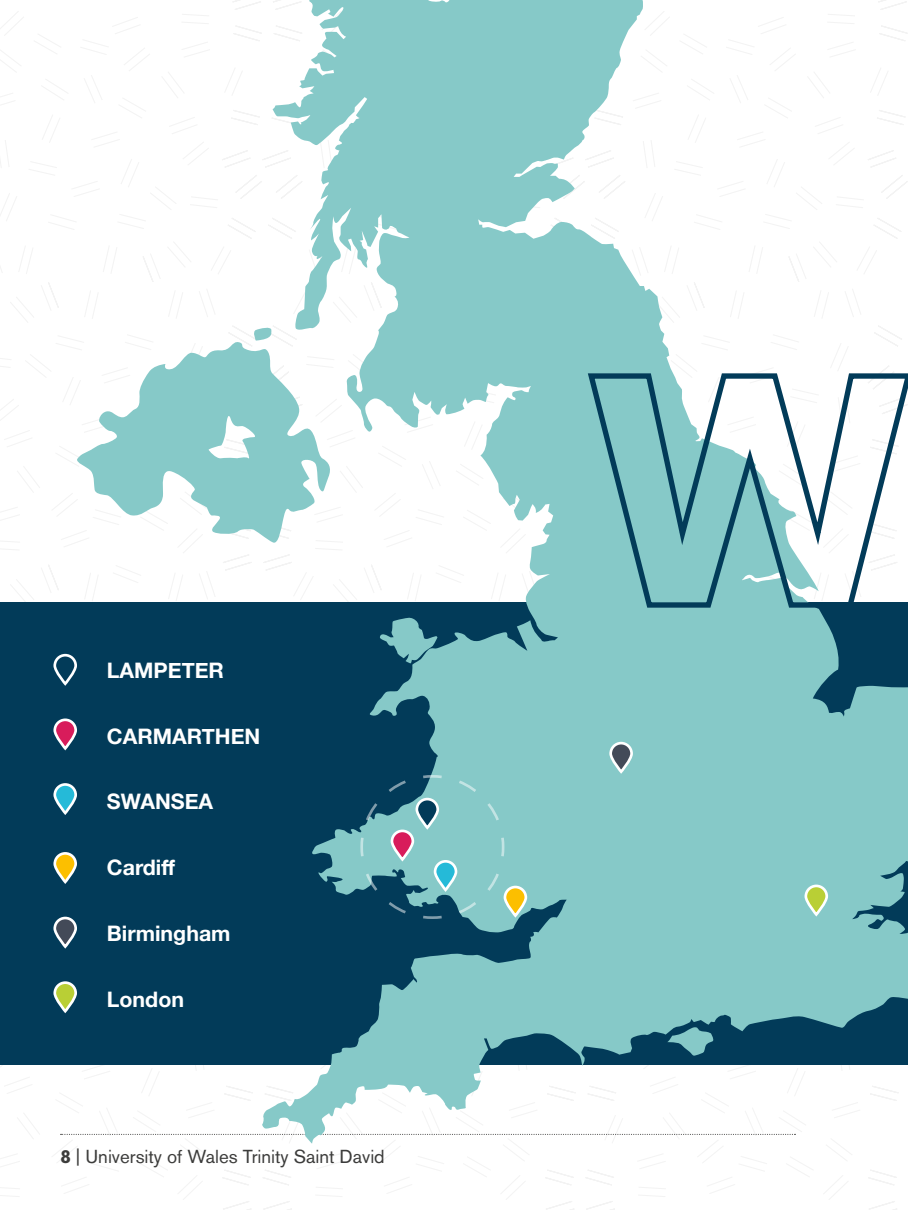 W
LAMPETER
CARMARTHEN
SWANSEA
Cardiff
Birmingham
London
8 | University of Wales Trinity Saint David